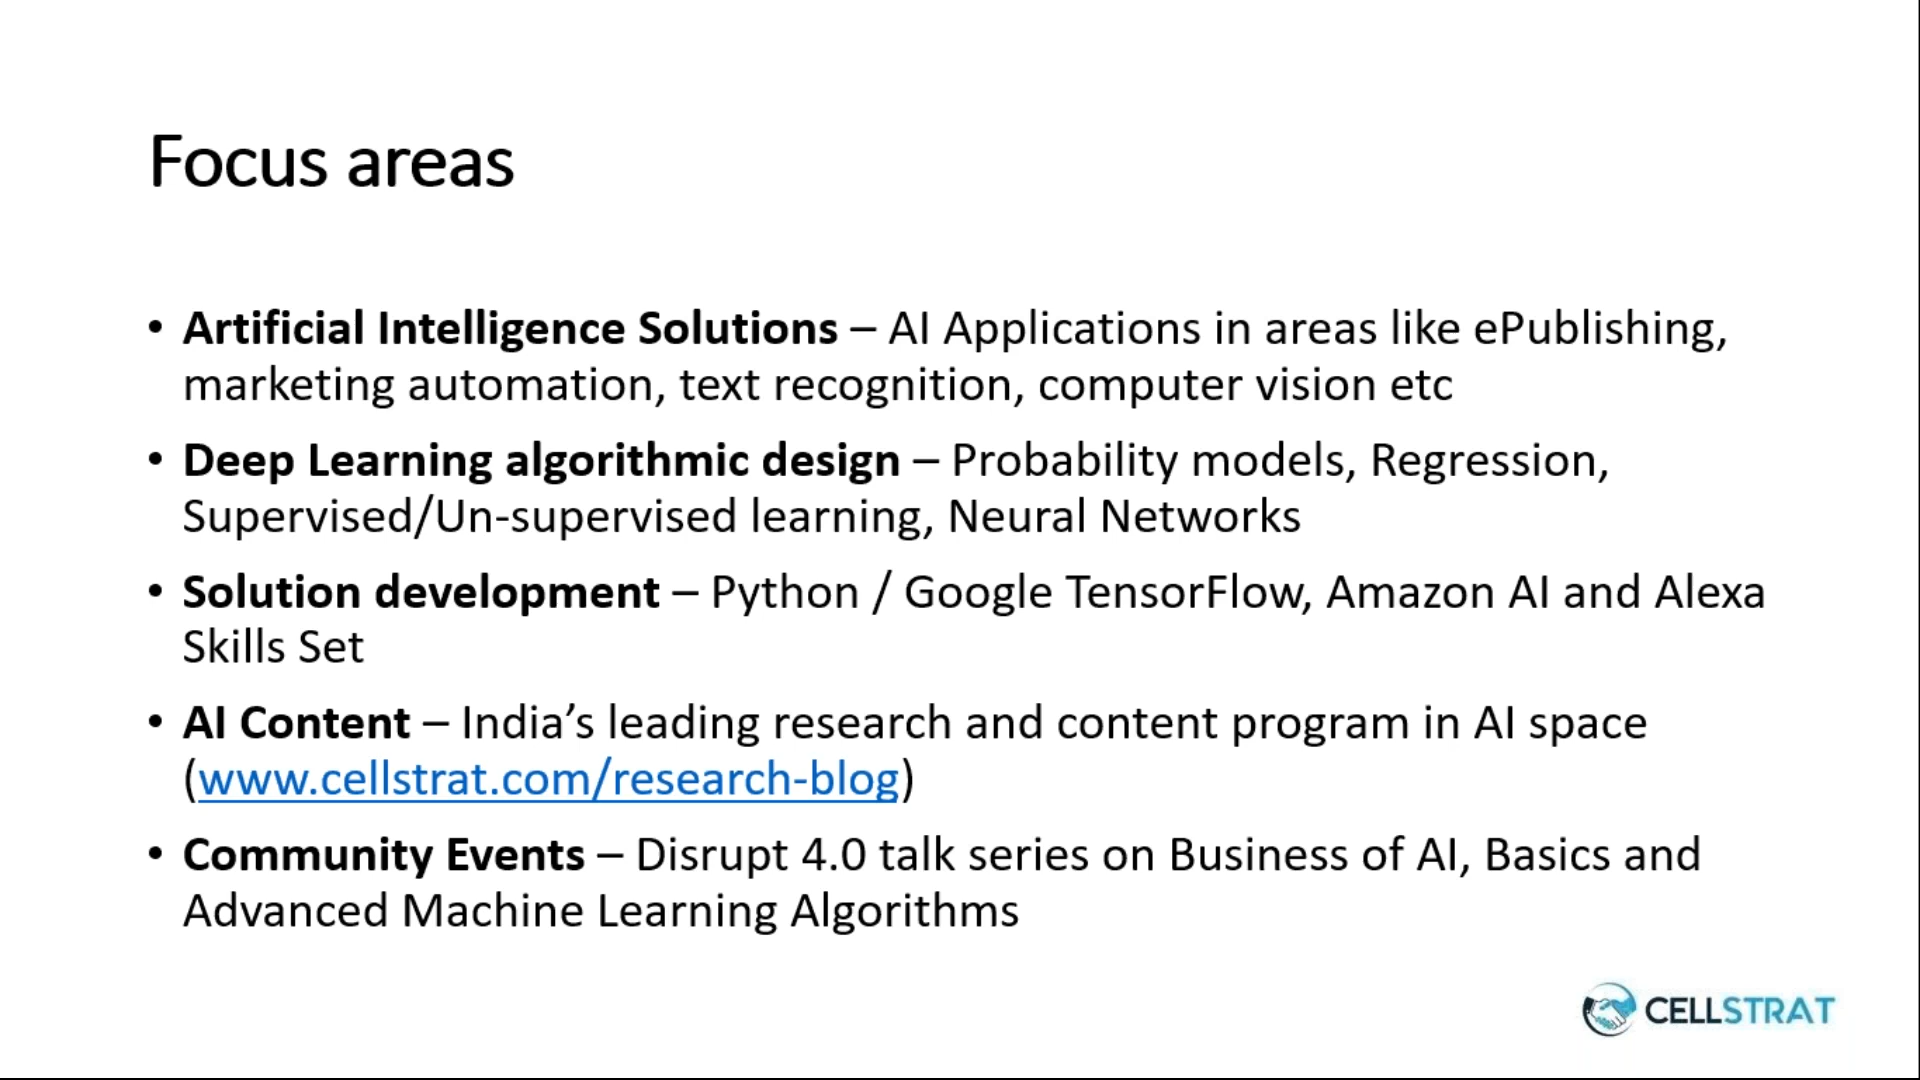 Focus areas
• Artificial Intelligence Solutions – AI Applications in areas like ePublishing,
marketing automation, text recognition, computer vision etc
• Deep Learning algorithmic design – Probability models, Regression,
Supervised/Un-supervised learning, Neural Networks
• Solution development – Python / Google TensorFlow, Amazon AI and Alexa
Skills Set
• AI Content – India’s leading research and content program in AI space
(www.cellstrat.com/research-blog)
• Community Events – Disrupt 4.0 talk series on Business of AI, Basics and
Advanced Machine Learning Algorithms
CELLSTRAT